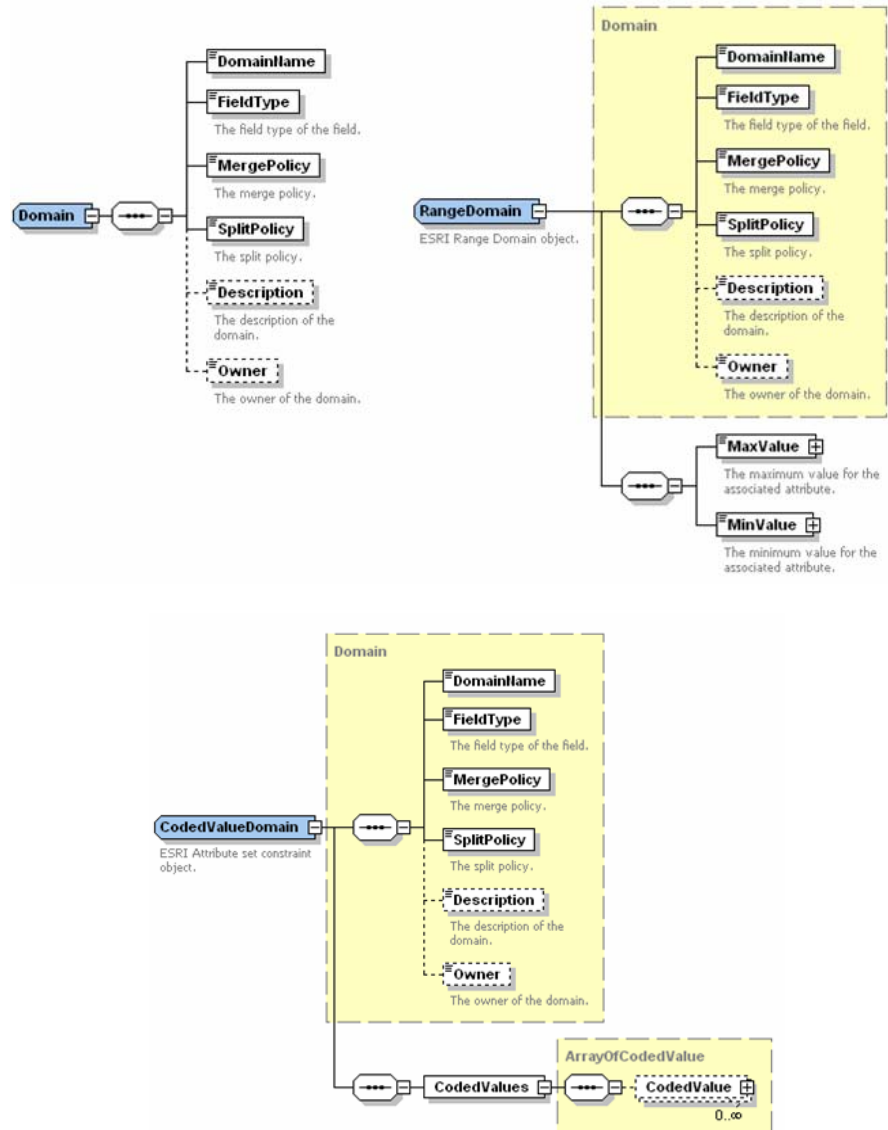 Domain
DomainName
FieldType
The field type of the field.
MergePolicy
The merge policy.
SplitPolicy
The split policy.
Description
The description of the
domain.
Owner
The owner of the domain.
RangeDomain
ESRI Range Domain object.
Domain
DomainName
FieldType
The field type of the field.
MergePolicy
The merge policy.
SplitPolicy
The split policy.
Description
The description of the
domain.
Owner
The owner of the domain.
MaxValue
The maximum value for the
associated attribute.
MinValue
The minimum value for the
associated attribute.
CodedValueDomain
ESRI Attribute set constraint
object.
Domain
DomainName
FieldType
The field type of the field.
MergePolicy
The merge policy.
SplitPolicy
The split policy.
Description
The description of the
domain.
Owner
The owner of the domain.
CodedValues
ArrayOfCodedValue
CodedValue
0..∞